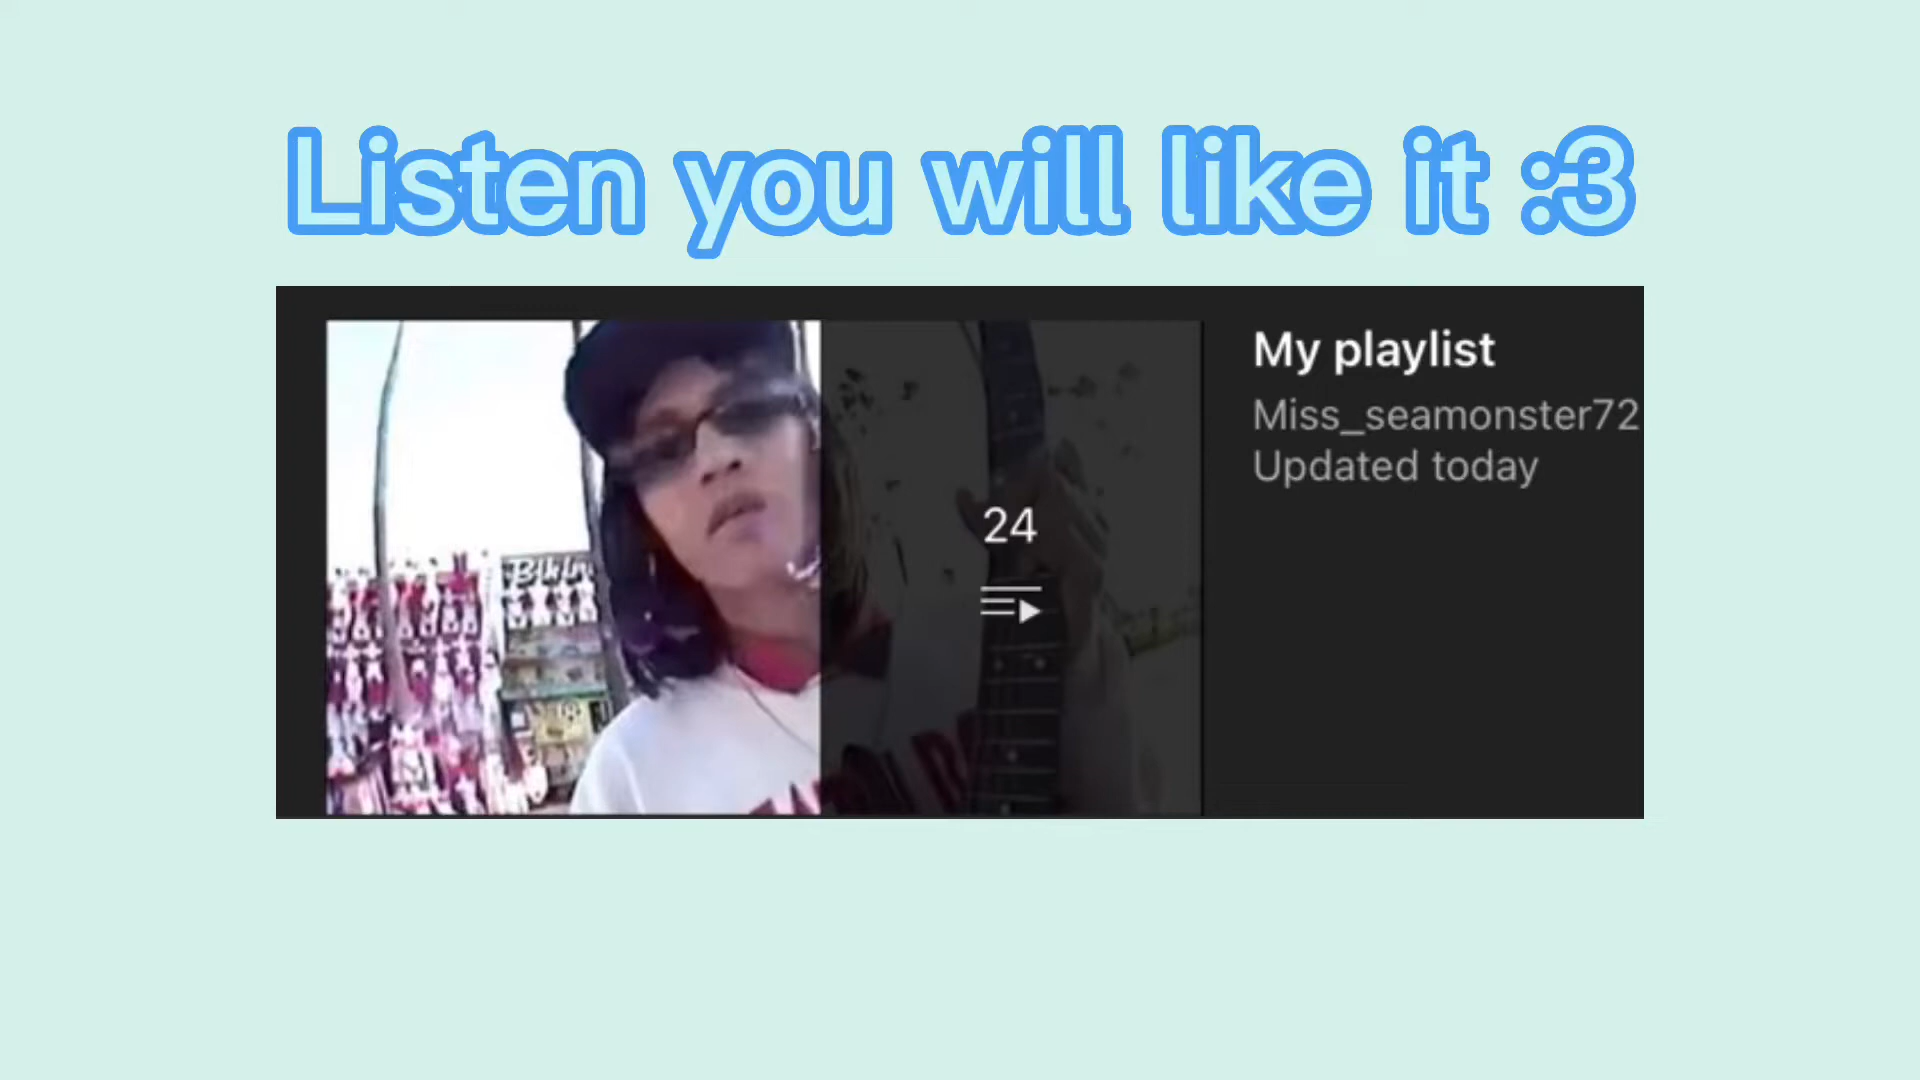 Listen you will like it :3
My playlist
Miss_seamonster72
Updated today
24